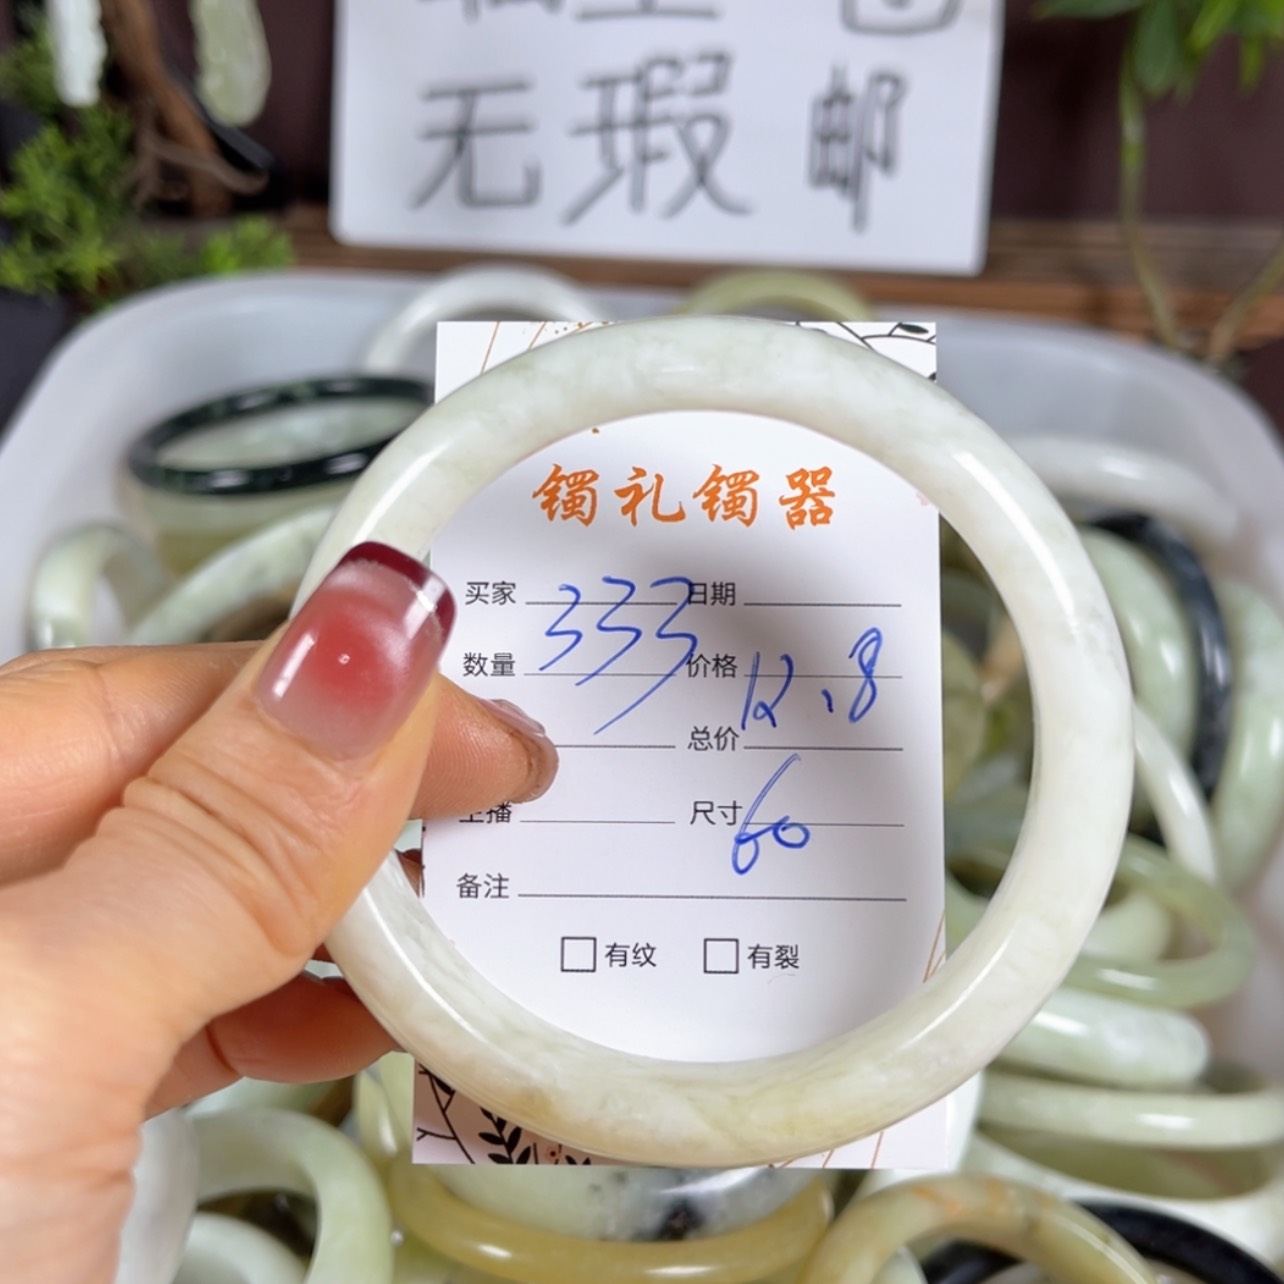 无瑕 邮
镯礼镯器
买家 333 日期
数量 价格 12.8
总价
主播 尺寸 60
备注
有纹 有裂